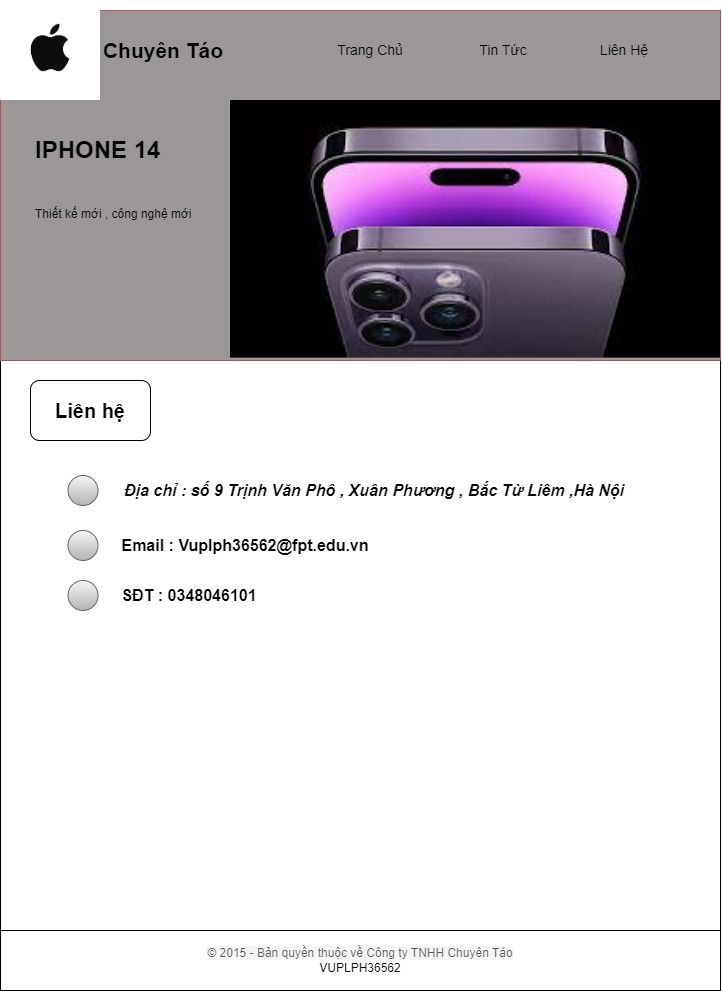 Chuyên Táo
Trang Chủ
Tin Tức
Liên Hệ
IPHONE 14
Thiết kế mới , công nghệ mới
Liên hệ
Địa chỉ : số 9 Trịnh Văn Phô , Xuân Phương , Bắc Từ Liêm ,Hà Nội
Email : Vuplph36562@fpt.edu.vn
SĐT : 0348046101
© 2015 - Bản quyền thuộc về Công ty TNHH Chuyên Táo
VUPLPH36562